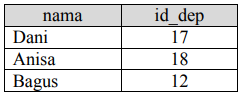 nama id_dep
Dani 17
Anisa 18
Bagus 12